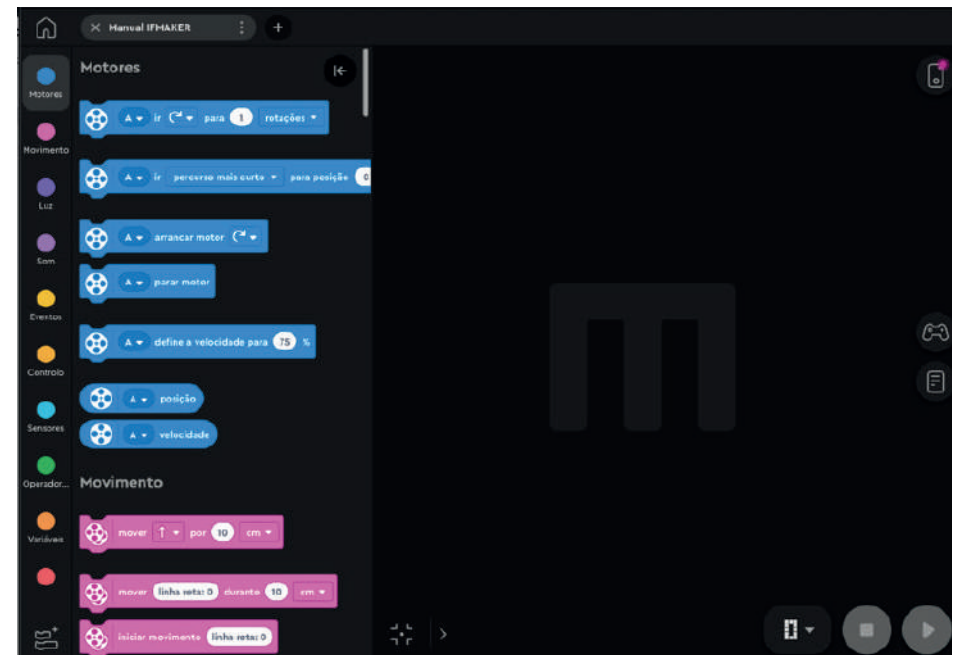 Manual IFMAKER
Motores
Motores
A ir para 1 rotações
Movimento
A ir percurso mais curto para posição 0
Luz
A arrancar motor
Som
A parar motor
Eventos
A define a velocidade para 75 %
Controlo
A posição
Sensores
A velocidade
Operador...
Movimento
Variáveis
mover por 10 cm
mover linha reta: 0 durante 10 cm
iniciar movimento linha reta: 0